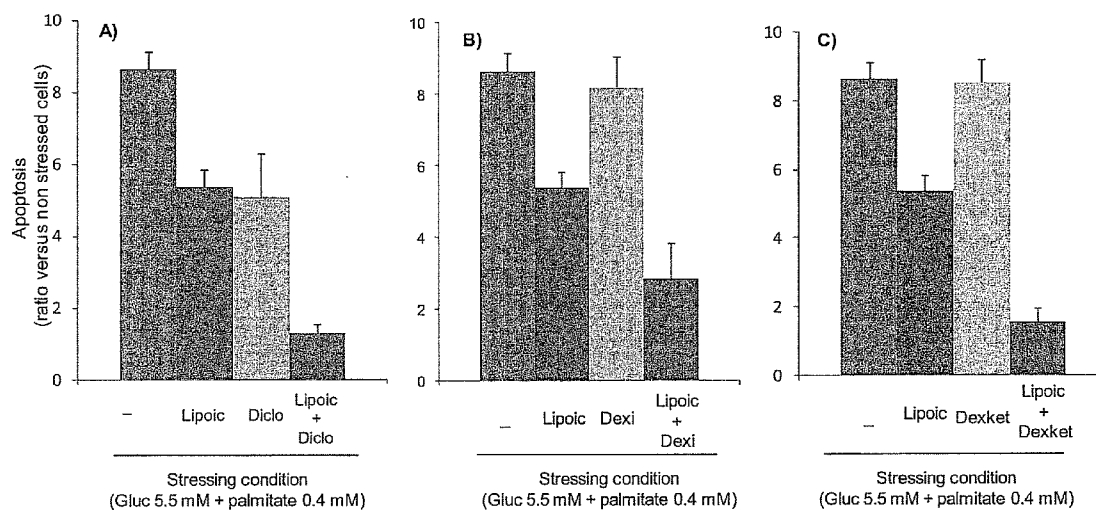 A)
Apoptosis
(ratio versus non stressed cells)
10
8
6
4
2
0
–
Lipoic
Diclo
Lipoic
+
Diclo
Stressing condition
(Gluc 5.5 mM + palmitate 0.4 mM)
B)
10
8
6
4
2
0
–
Lipoic
Dexi
Lipoic
+
Dexi
Stressing condition
(Gluc 5.5 mM + palmitate 0.4 mM)
C)
10
8
6
4
2
0
–
Lipoic
Dexket
Lipoic
+
Dexket
Stressing condition
(Gluc 5.5 mM + palmitate 0.4 mM)